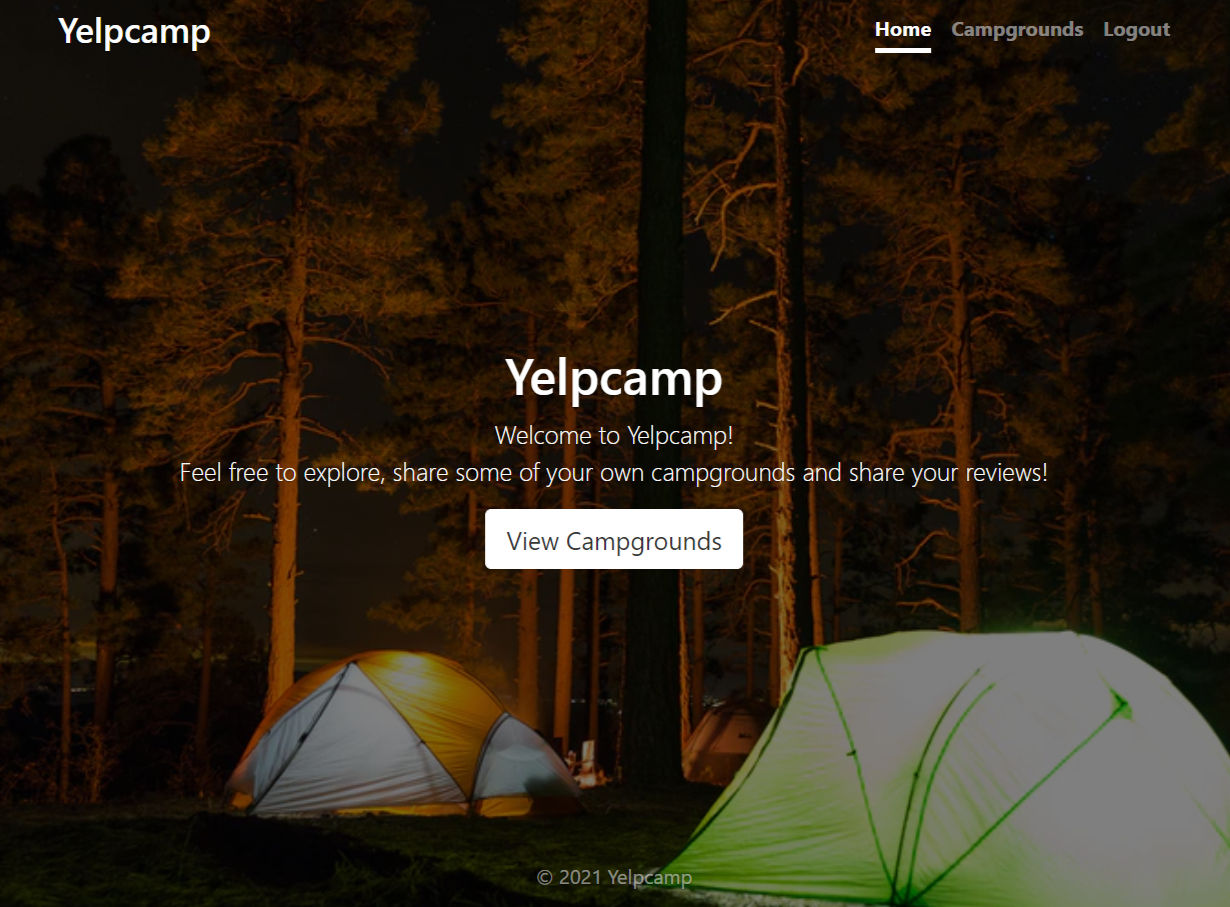 Yelpcamp
Home Campgrounds Logout
Yelpcamp
Welcome to Yelpcamp!
Feel free to explore, share some of your own campgrounds and share your reviews!
View Campgrounds
© 2021 Yelpcamp